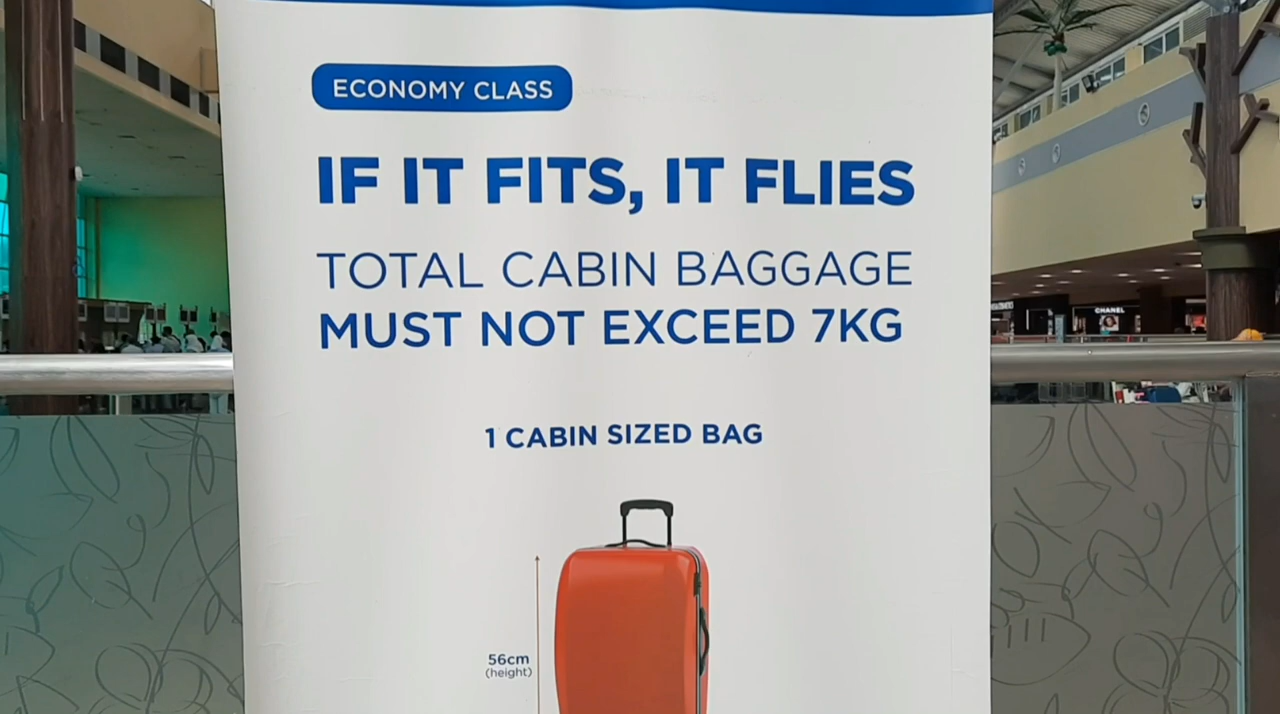 ECONOMY CLASS
IF IT FITS, IT FLIES
TOTAL CABIN BAGGAGE
MUST NOT EXCEED 7KG
1 CABIN SIZED BAG
56cm
(height)
CHANEL